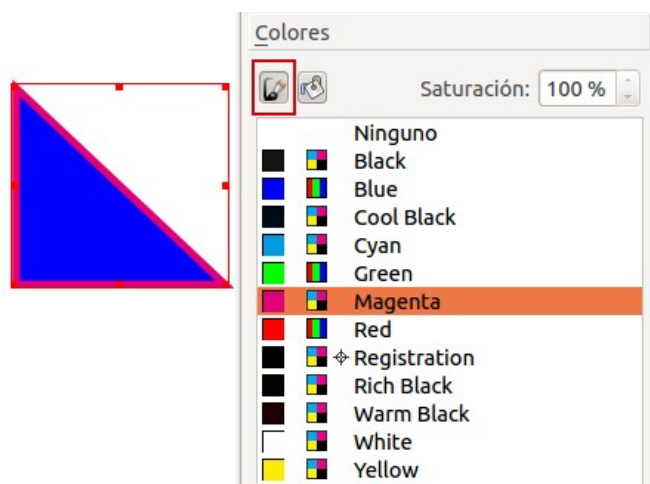 Colores
Saturación: 100 %
Ninguno
Black
Blue
Cool Black
Cyan
Green
Magenta
Red
Registration
Rich Black
Warm Black
White
Yellow